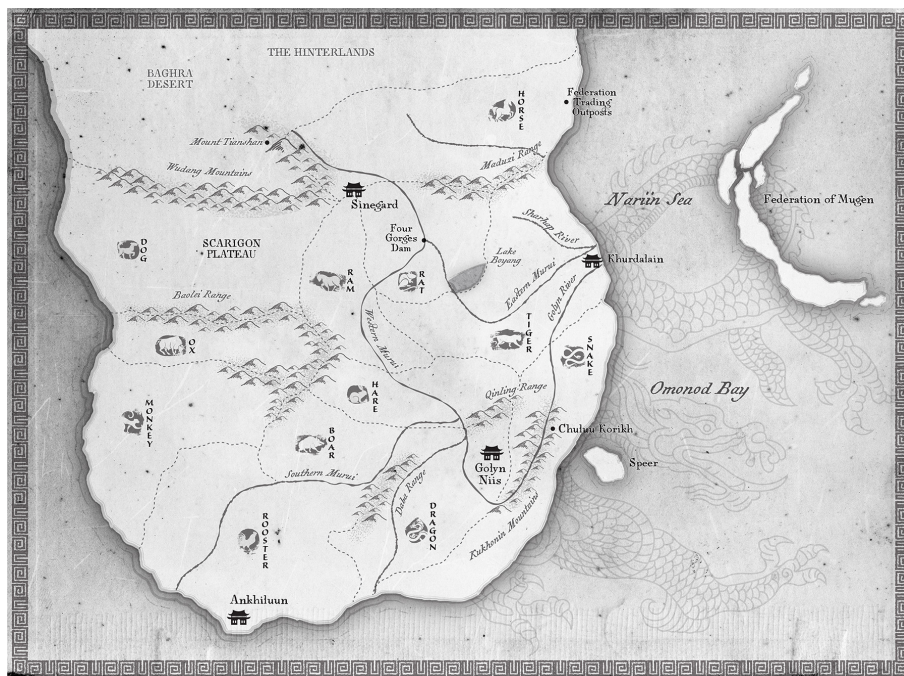 THE HINTERLANDS
BAGHRA
DESERT
HORSE
Federation
Trading
Outposts
Mount Tianshan
Maduzi Range
Wudang Mountains
Sinegard
Nariin Sea
Federation of Mugen
Four
Gorges
Dam
Sharhap River
DOG
SCARIGON
PLATEAU
Lake
Boyang
Khurdalain
RAM
RAT
Eastern Murui
Golyn River
Baolei Range
Western Murui
TIGER
SNAKE
OX
HARE
Qinling Range
Omonod Bay
MONKEY
BOAR
Chuluu Korikh
Golyn
Niis
Speer
Southern Murui
Daba Range
DRAGON
ROOSTER
Kukhonin Mountains
Ankhiluun